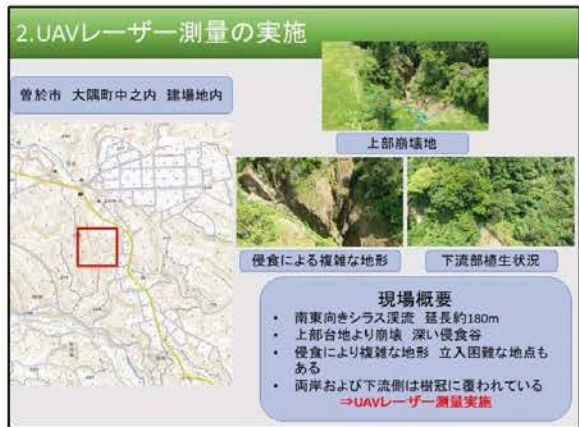 2.UAVレーザー測量の実施
曽於市　大隅町中之内　建場地内
上部崩壊地
侵食による複雑な地形
下流部植生状況
現場概要
• 南東向きシラス渓流　延長約180m
• 上部台地より崩壊　深い侵食谷
• 侵食により複雑な地形　立入困難な地点も
ある
• 両岸および下流側は樹冠に覆われている
⇒UAVレーザー測量実施